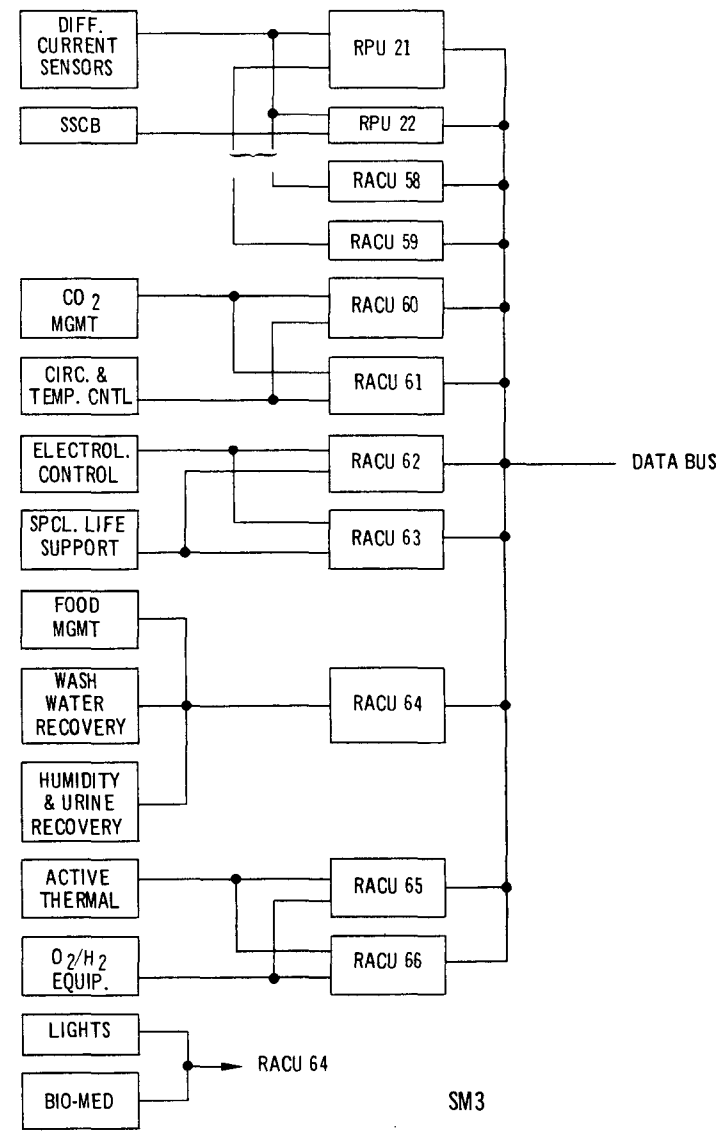 DIFF.
CURRENT
SENSORS
RPU 21
SSCB
RPU 22
RACU 58
RACU 59
CO 2
MGMT
RACU 60
CIRC. &
TEMP. CNTL
RACU 61
ELECTROL.
CONTROL
RACU 62
DATA BUS
SPCL. LIFE
SUPPORT
RACU 63
FOOD
MGMT
WASH
WATER
RECOVERY
RACU 64
HUMIDITY
& URINE
RECOVERY
ACTIVE
THERMAL
RACU 65
O2/H2
EQUIP.
RACU 66
LIGHTS
RACU 64
BIO-MED
SM3